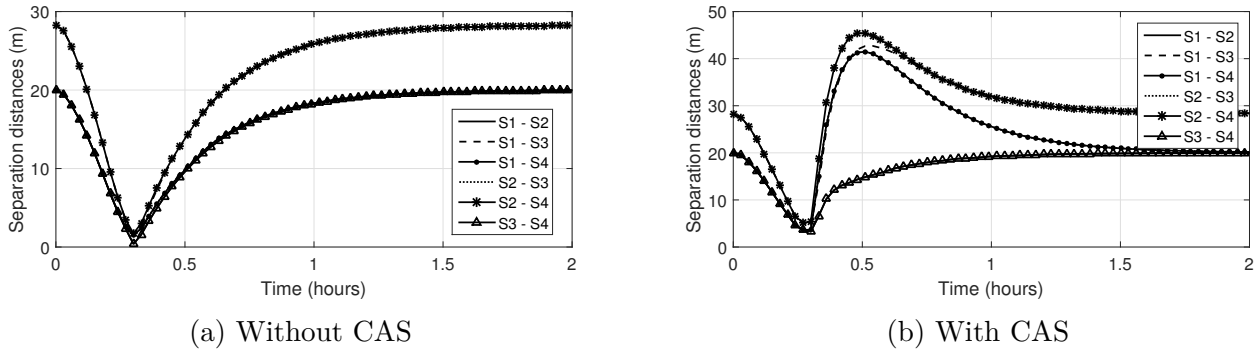 30
20
10
0
Separation distances (m)
0
0.5
1
1.5
2
Time (hours)
S1 - S2
S1 - S3
S1 - S4
S2 - S3
S2 - S4
S3 - S4
(a) Without CAS
50
40
30
20
10
0
Separation distances (m)
0
0.5
1
1.5
2
Time (hours)
S1 - S2
S1 - S3
S1 - S4
S2 - S3
S2 - S4
S3 - S4
(b) With CAS